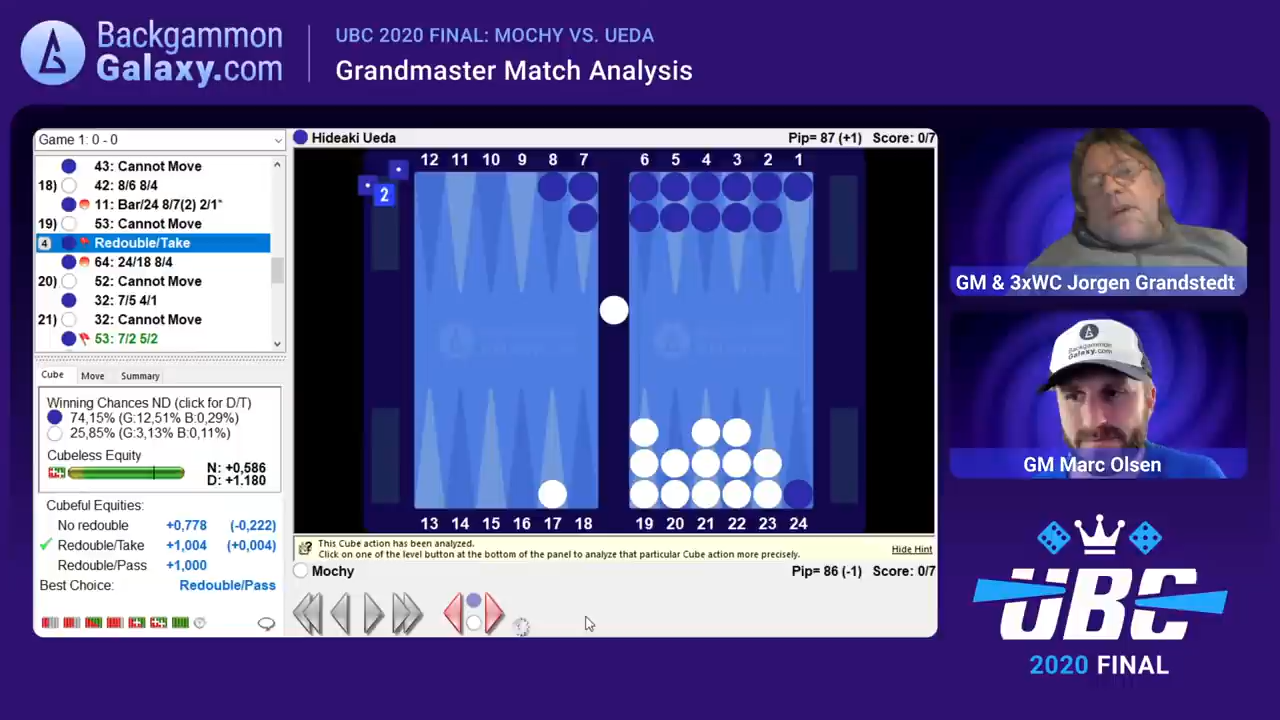 Backgammon
Galaxy.com
UBC 2020 FINAL: MOCHY VS. UEDA
Grandmaster Match Analysis
Game 1: 0 - 0
43: Cannot Move
18) 42: 8/6 8/4
11: Bar/24 8/7(2) 2/1*
19) 53: Cannot Move
4 Redouble/Take
64: 24/18 8/4
20) 52: Cannot Move
32: 7/5 4/1
21) 32: Cannot Move
53: 7/2 5/2
Cube Move Summary
Winning Chances ND (click for D/T)
74,15% (G:12,51% B:0,29%)
25,85% (G:3,13% B:0,11%)
Cubeless Equity
N: +0,586
D: +1.180
Cubeful Equities:
No redouble +0,778 (-0,222)
Redouble/Take +1,004 (+0,004)
Redouble/Pass +1,000
Best Choice: Redouble/Pass
Hideaki Ueda Pip= 87 (+1) Score: 0/7
12 11 10 9 8 7 6 5 4 3 2 1
2
13 14 15 16 17 18 19 20 21 22 23 24
This Cube action has been analyzed.
Click on one of the level button at the bottom of the panel to analyze that particular Cube action more precisely.
Hide Hint
Mochy Pip= 86 (-1) Score: 0/7
GM & 3xWC Jorgen Grandstedt
Backgammon
Galaxy.com
GM Marc Olsen
UBC
2020 FINAL